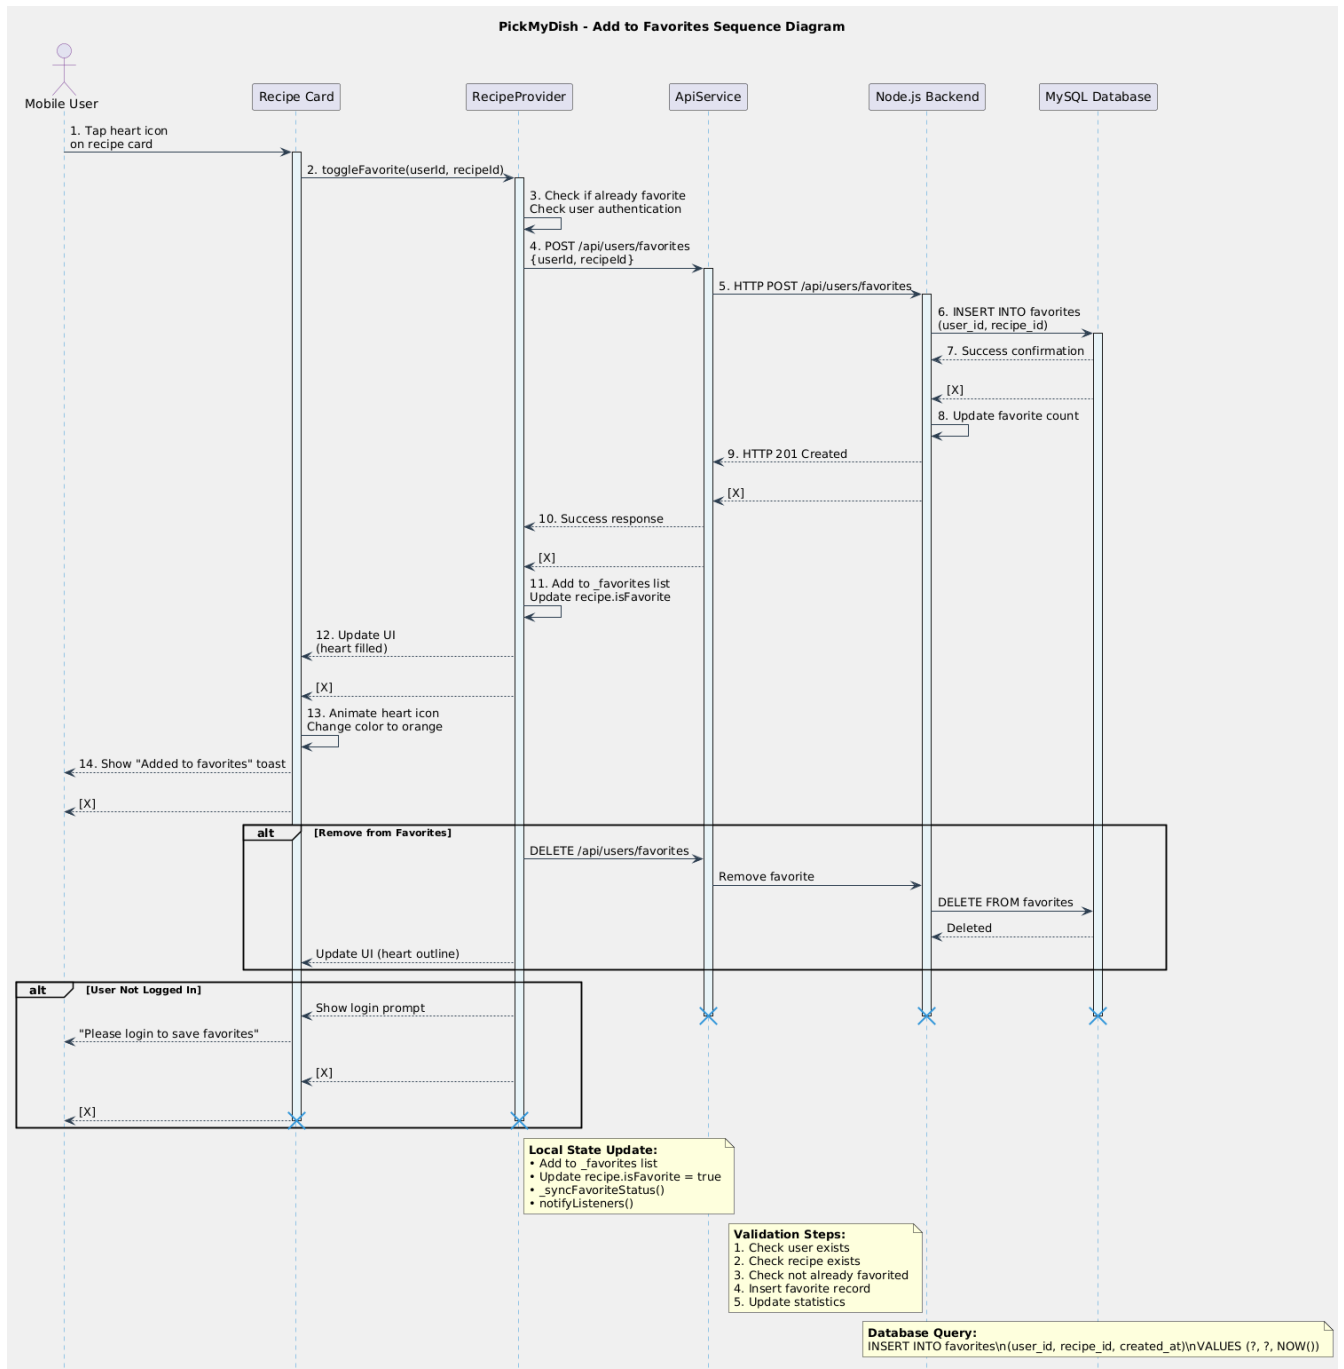 PickMyDish - Add to Favorites Sequence Diagram
Mobile User
Recipe Card
RecipeProvider
ApiService
Node.js Backend
MySQL Database
1. Tap heart icon
on recipe card
2. toggleFavorite(userId, recipeId)
3. Check if already favorite
Check user authentication
4. POST /api/users/favorites
{userId, recipeId}
5. HTTP POST /api/users/favorites
6. INSERT INTO favorites
(user_id, recipe_id)
7. Success confirmation
[X]
8. Update favorite count
9. HTTP 201 Created
[X]
10. Success response
[X]
11. Add to _favorites list
Update recipe.isFavorite
12. Update UI
(heart filled)
[X]
13. Animate heart icon
Change color to orange
14. Show "Added to favorites" toast
[X]
alt
[Remove from Favorites]
DELETE /api/users/favorites
Remove favorite
DELETE FROM favorites
Deleted
Update UI (heart outline)
alt
[User Not Logged In]
Show login prompt
"Please login to save favorites"
[X]
[X]
Local State Update:
• Add to _favorites list
• Update recipe.isFavorite = true
• _syncFavoriteStatus()
• notifyListeners()
Validation Steps:
1. Check user exists
2. Check recipe exists
3. Check not already favorited
4. Insert favorite record
5. Update statistics
Database Query:
INSERT INTO favorites\n(user_id, recipe_id, created_at)\nVALUES (?, ?, NOW())